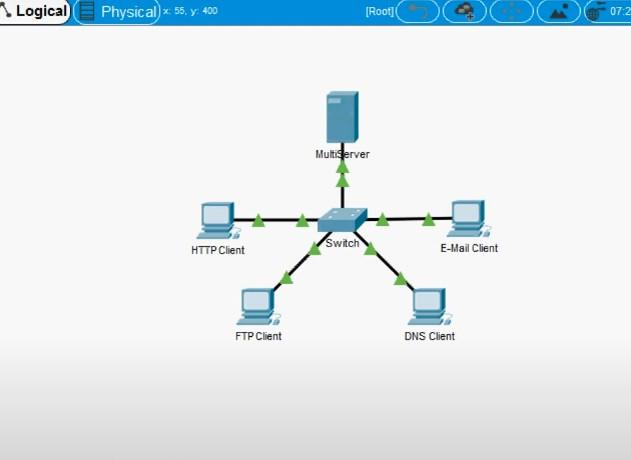 Logical Physical x: 55, y: 400 [Root] 07:2
MultiServer
HTTP Client Switch E-Mail Client
FTP Client DNS Client